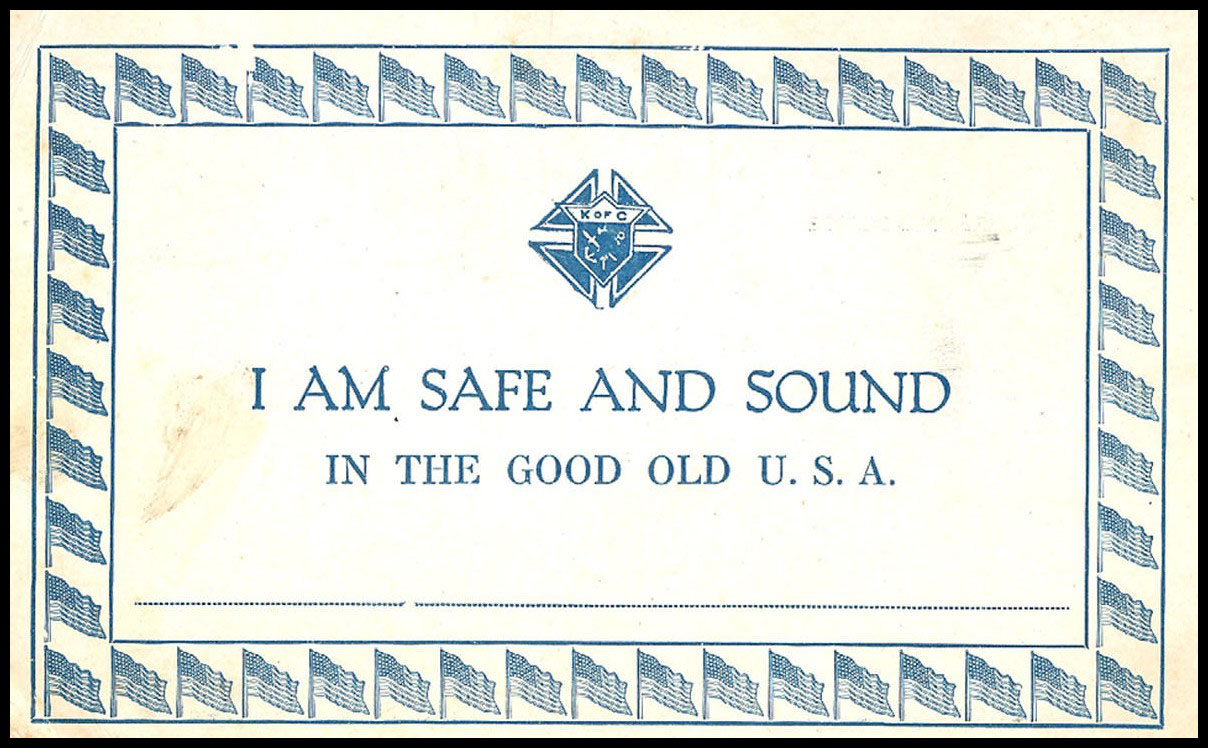 K OF C
I AM SAFE AND SOUND
IN THE GOOD OLD U. S. A.